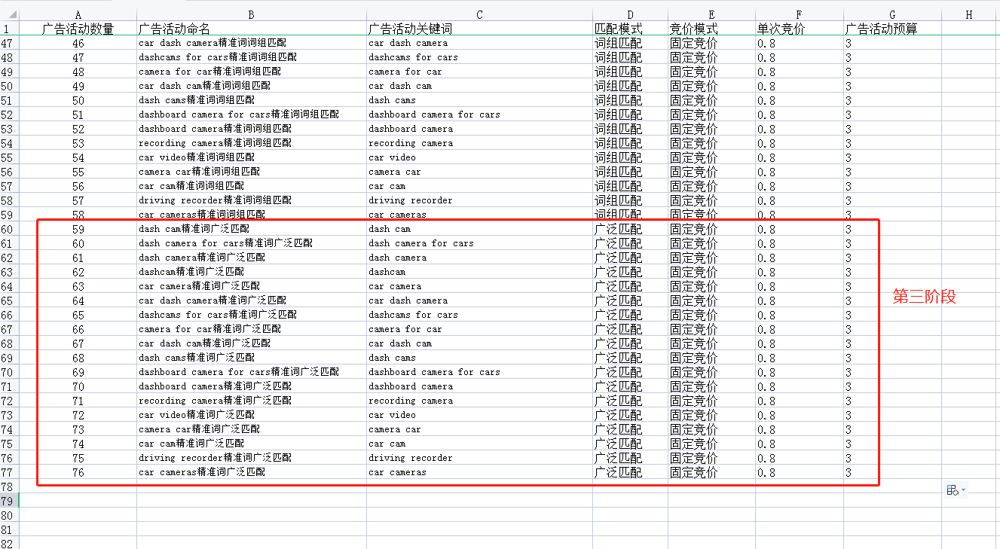 A B C D E F G H
1 广告活动数量 广告活动命名 广告活动关键词 匹配模式 竞价模式 单次竞价 广告活动预算
47 46 car dash camera精准词词组匹配 car dash camera 词组匹配 固定竞价 0.8 3
48 47 dashcams for cars精准词词组匹配 dashcams for cars 词组匹配 固定竞价 0.8 3
49 48 camera for car精准词词组匹配 camera for car 词组匹配 固定竞价 0.8 3
50 49 car dash cam精准词词组匹配 car dash cam 词组匹配 固定竞价 0.8 3
51 50 dash cams精准词词组匹配 dash cams 词组匹配 固定竞价 0.8 3
52 51 dashboard camera for cars精准词词组匹配 dashboard camera for cars 词组匹配 固定竞价 0.8 3
53 52 dashboard camera精准词词组匹配 dashboard camera 词组匹配 固定竞价 0.8 3
54 53 recording camera精准词词组匹配 recording camera 词组匹配 固定竞价 0.8 3
55 54 car video精准词词组匹配 car video 词组匹配 固定竞价 0.8 3
56 55 camera car精准词词组匹配 camera car 词组匹配 固定竞价 0.8 3
57 56 car cam精准词词组匹配 car cam 词组匹配 固定竞价 0.8 3
58 57 driving recorder精准词词组匹配 driving recorder 词组匹配 固定竞价 0.8 3
59 58 car cameras精准词词组匹配 car cameras 词组匹配 固定竞价 0.8 3
60 59 dash cam精准词广泛匹配 dash cam 广泛匹配 固定竞价 0.8 3
61 60 dash camera for cars精准词广泛匹配 dash camera for cars 广泛匹配 固定竞价 0.8 3
62 61 dash camera精准词广泛匹配 dash camera 广泛匹配 固定竞价 0.8 3
63 62 dashcam精准词广泛匹配 dashcam 广泛匹配 固定竞价 0.8 3
64 63 car camera精准词广泛匹配 car camera 广泛匹配 固定竞价 0.8 3
65 64 car dash camera精准词广泛匹配 car dash camera 广泛匹配 固定竞价 0.8 3
第三阶段
66 65 dashcams for cars精准词广泛匹配 dashcams for cars 广泛匹配 固定竞价 0.8 3
67 66 camera for car精准词广泛匹配 camera for car 广泛匹配 固定竞价 0.8 3
68 67 car dash cam精准词广泛匹配 car dash cam 广泛匹配 固定竞价 0.8 3
69 68 dash cams精准词广泛匹配 dash cams 广泛匹配 固定竞价 0.8 3
70 69 dashboard camera for cars精准词广泛匹配 dashboard camera for cars 广泛匹配 固定竞价 0.8 3
71 70 dashboard camera精准词广泛匹配 dashboard camera 广泛匹配 固定竞价 0.8 3
72 71 recording camera精准词广泛匹配 recording camera 广泛匹配 固定竞价 0.8 3
73 72 car video精准词广泛匹配 car video 广泛匹配 固定竞价 0.8 3
74 73 camera car精准词广泛匹配 camera car 广泛匹配 固定竞价 0.8 3
75 74 car cam精准词广泛匹配 car cam 广泛匹配 固定竞价 0.8 3
76 75 driving recorder精准词广泛匹配 driving recorder 广泛匹配 固定竞价 0.8 3
77 76 car cameras精准词广泛匹配 car cameras 广泛匹配 固定竞价 0.8 3
78
79
80
81
82